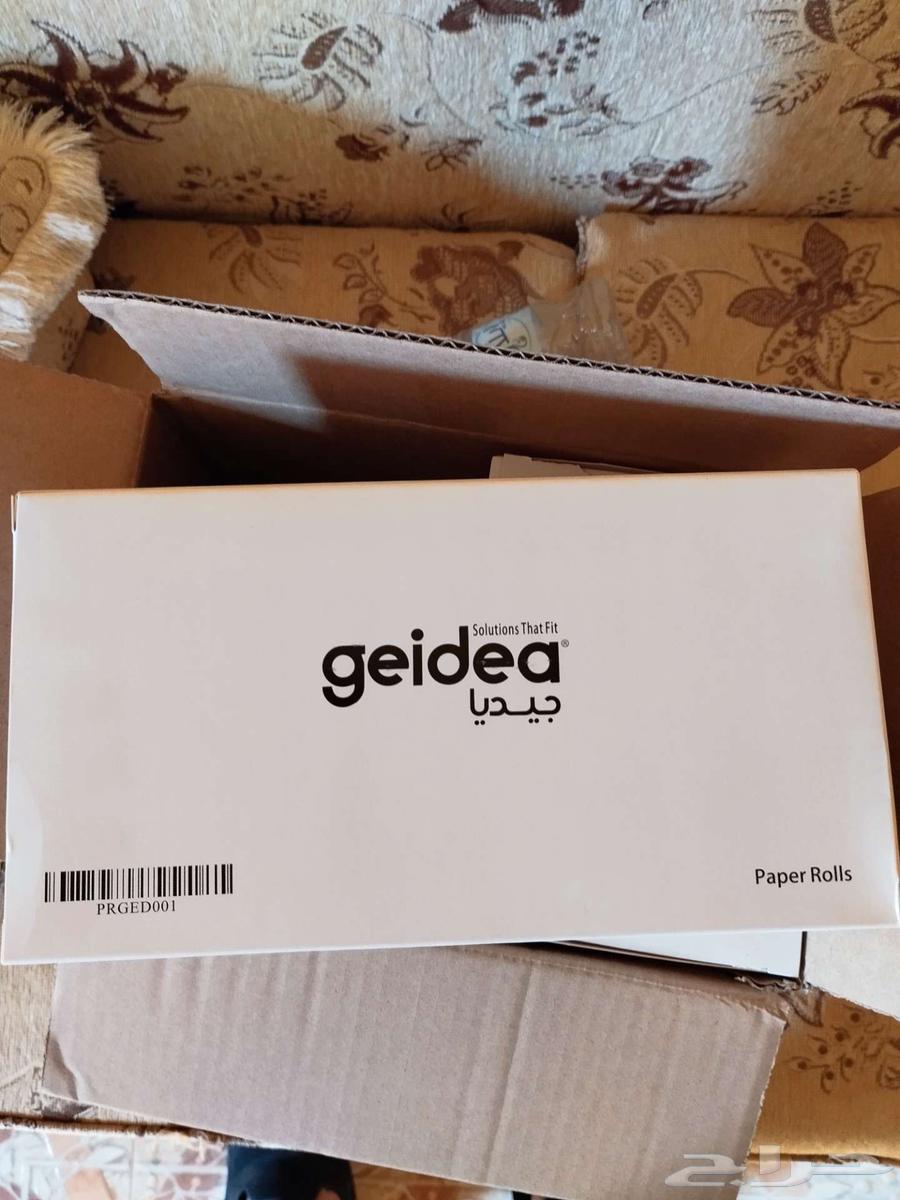 Solutions That Fit
geidea®
جيديا
PRGED001
Paper Rolls
حراج